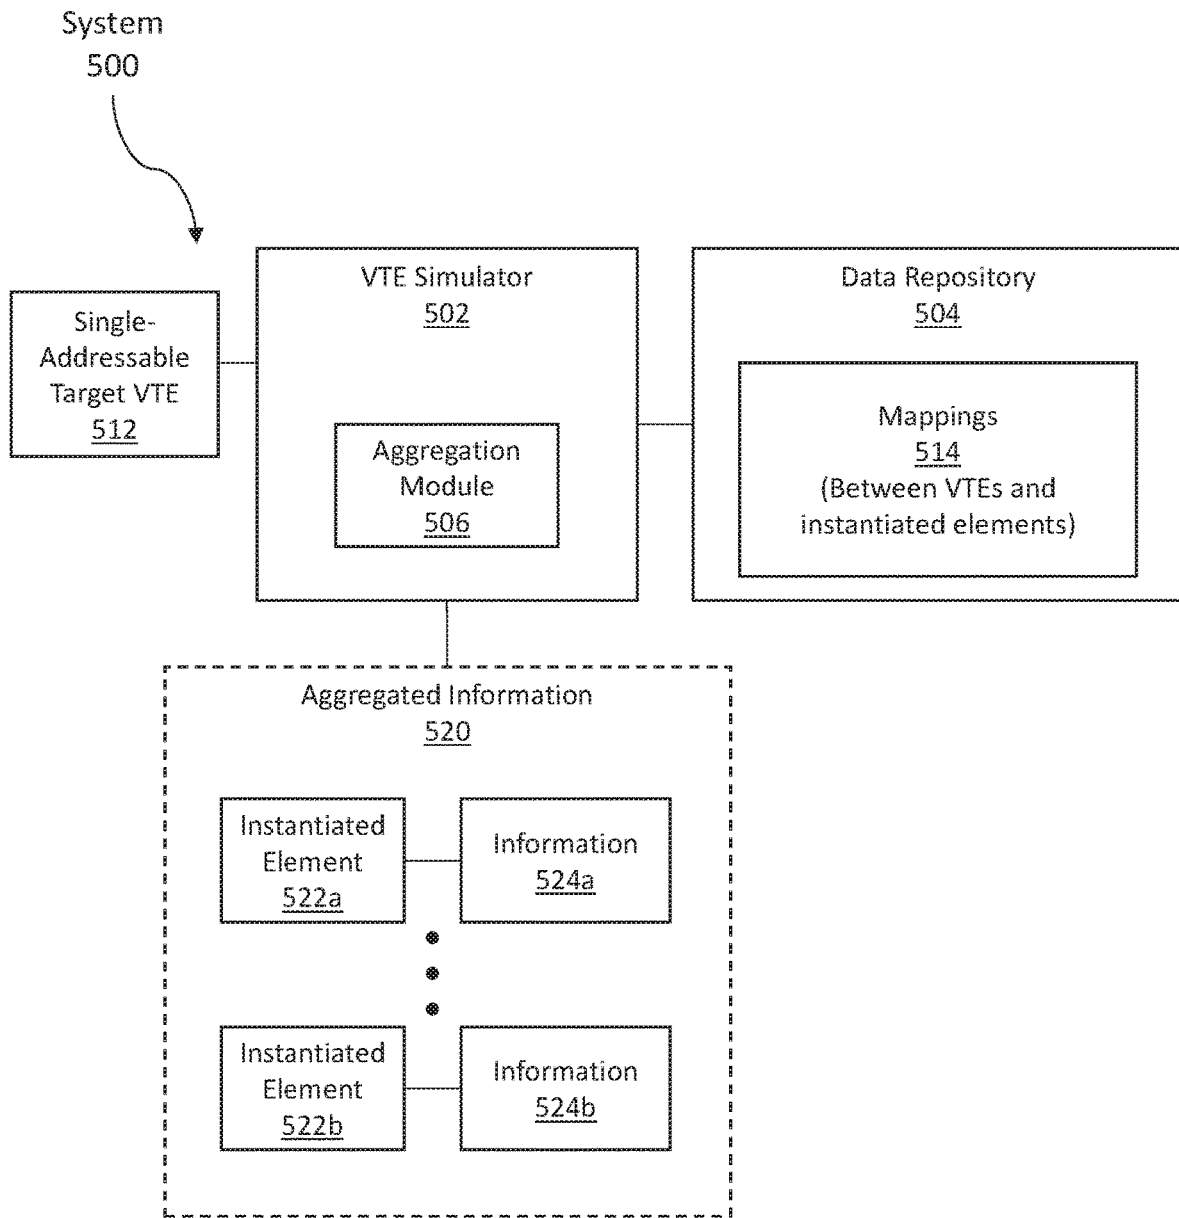 System
500
Single-
Addressable
Target VTE
512
VTE Simulator
502
Aggregation
Module
506
Data Repository
504
Mappings
514
(Between VTEs and
instantiated elements)
Aggregated Information
520
Instantiated
Element
522a
Information
524a
Instantiated
Element
522b
Information
524b